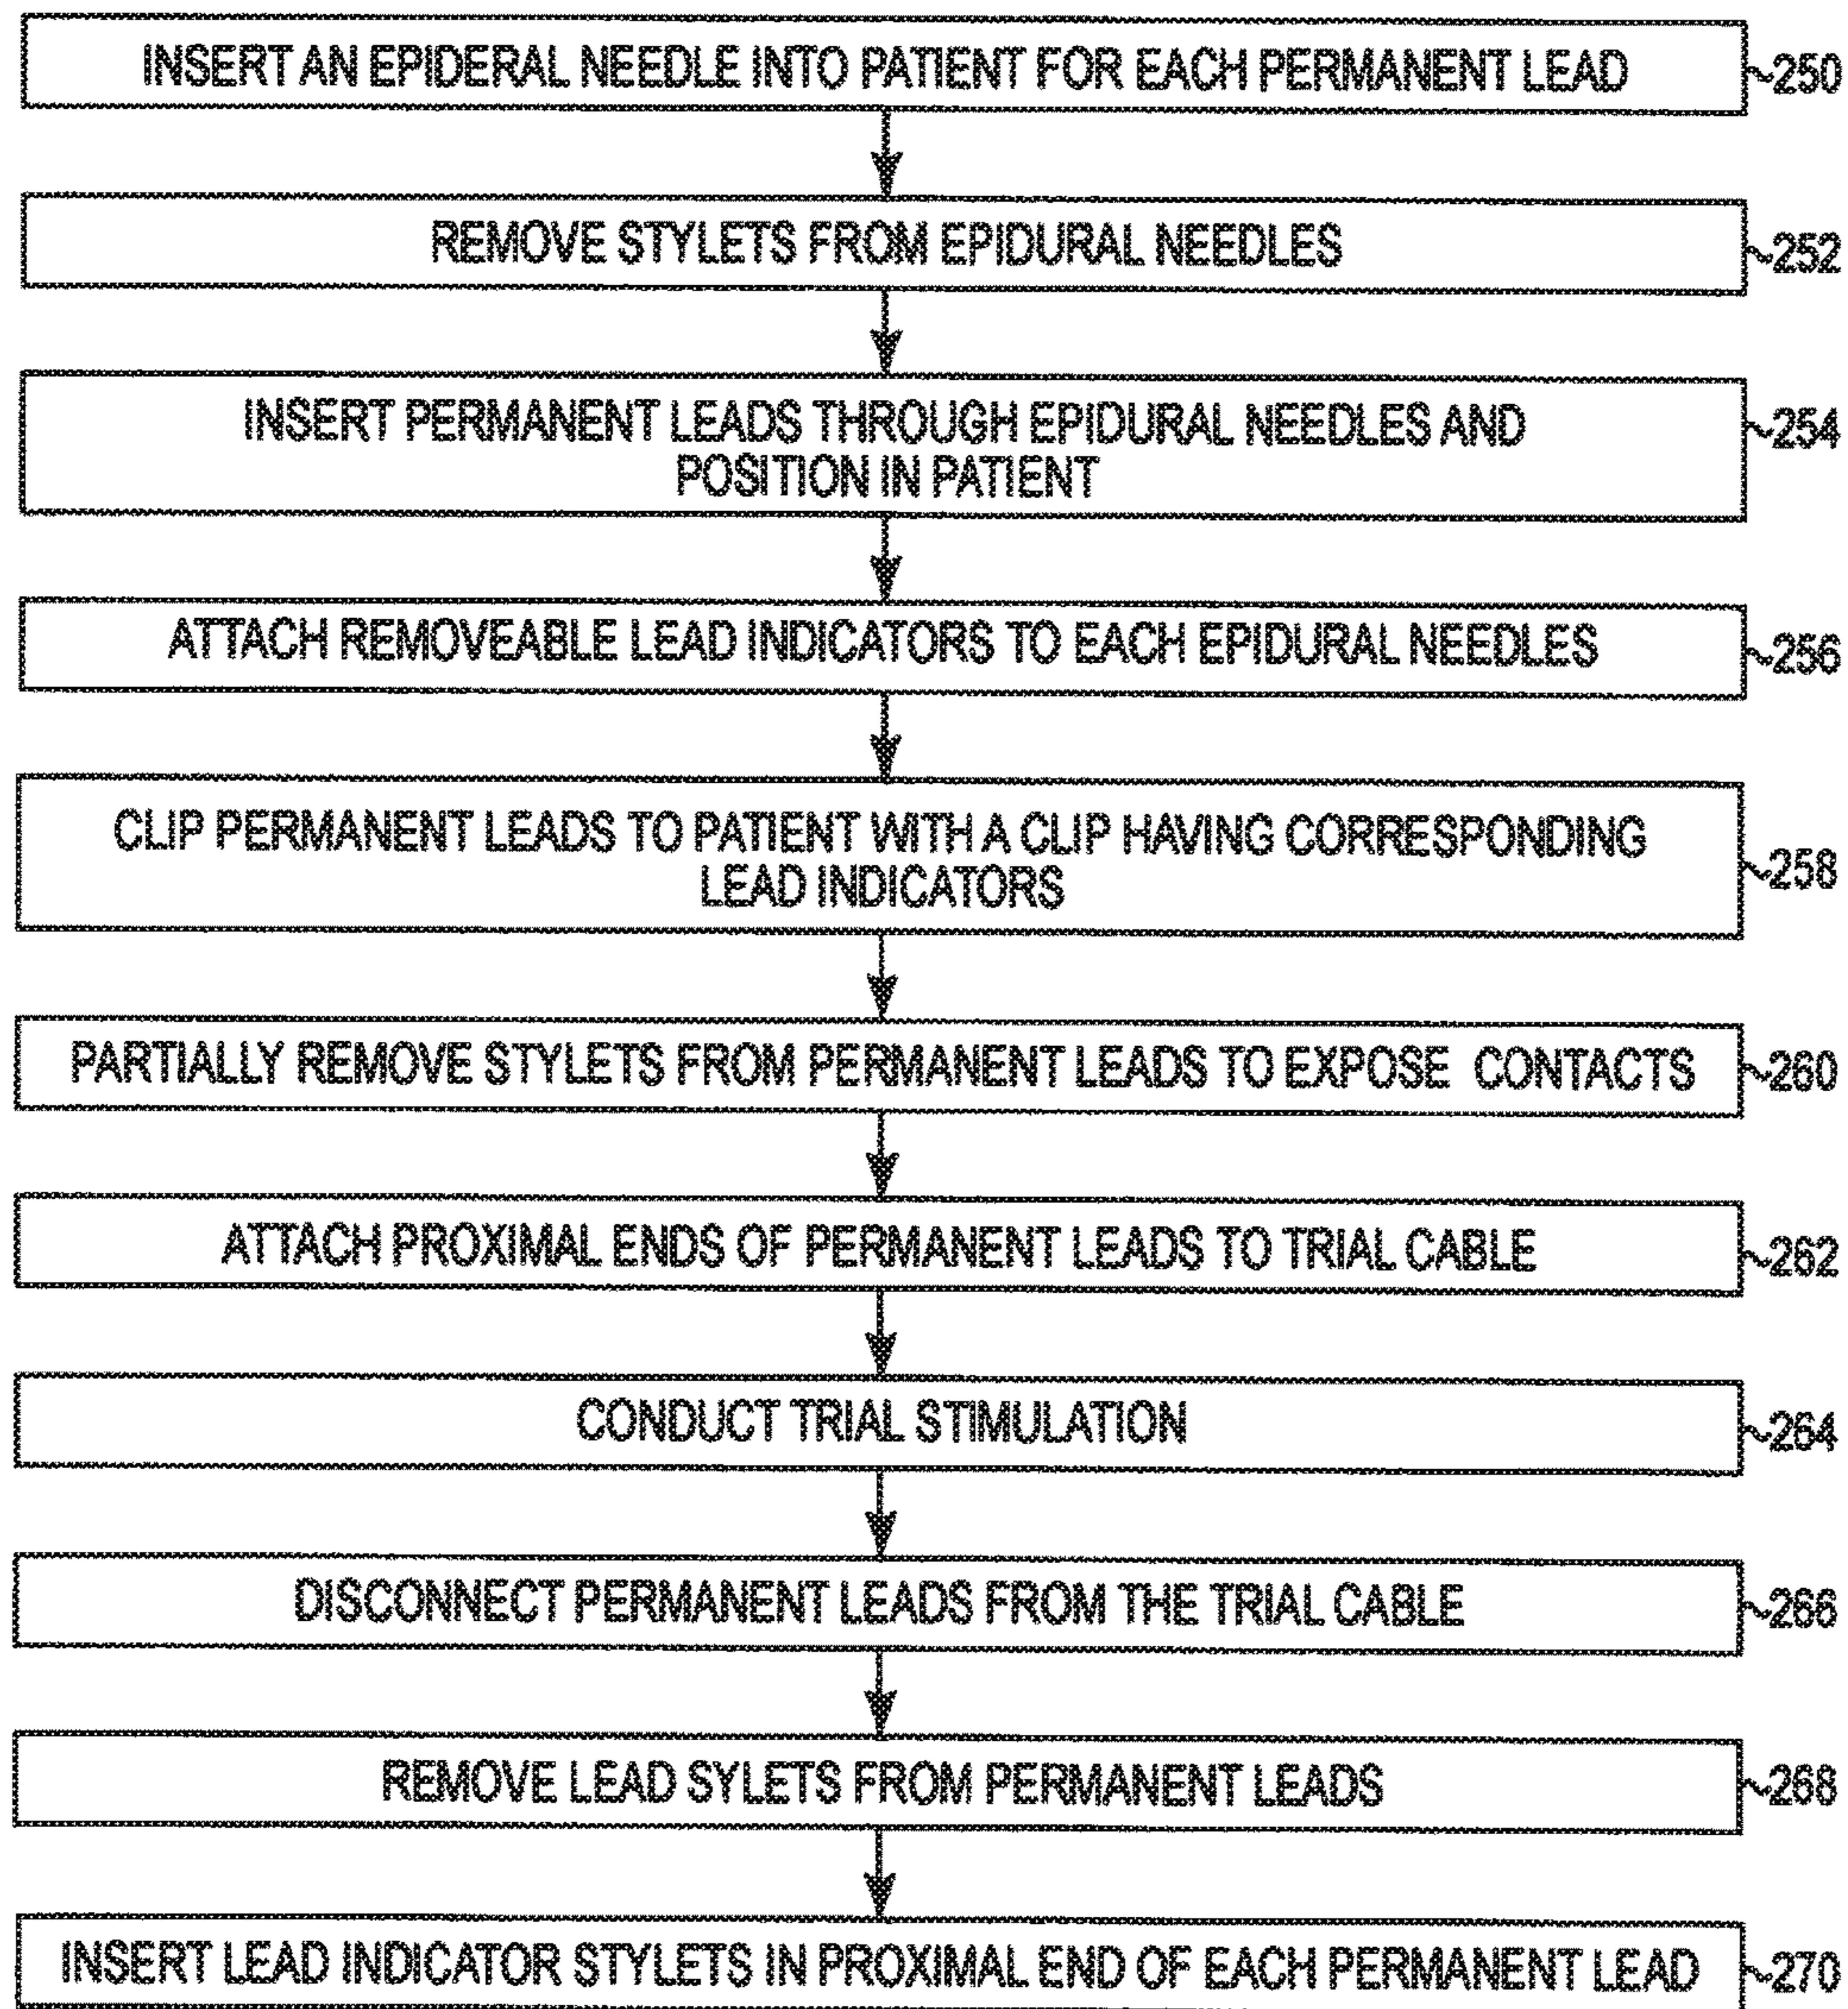 INSERT AN EPIDERAL NEEDLE INTO PATIENT FOR EACH PERMANENT LEAD
250
REMOVE STYLETS FROM EPIDURAL NEEDLES
252
INSERT PERMANENT LEADS THROUGH EPIDURAL NEEDLES AND
POSITION IN PATIENT
254
ATTACH REMOVEABLE LEAD INDICATORS TO EACH EPIDURAL NEEDLES
256
CLIP PERMANENT LEADS TO PATIENT WITH A CLIP HAVING CORRESPONDING
LEAD INDICATORS
258
PARTIALLY REMOVE STYLETS FROM PERMANENT LEADS TO EXPOSE CONTACTS
260
ATTACH PROXIMAL ENDS OF PERMANENT LEADS TO TRIAL CABLE
262
CONDUCT TRIAL STIMULATION
264
DISCONNECT PERMANENT LEADS FROM THE TRIAL CABLE
266
REMOVE LEAD SYLETS FROM PERMANENT LEADS
268
INSERT LEAD INDICATOR STYLETS IN PROXIMAL END OF EACH PERMANENT LEAD
270